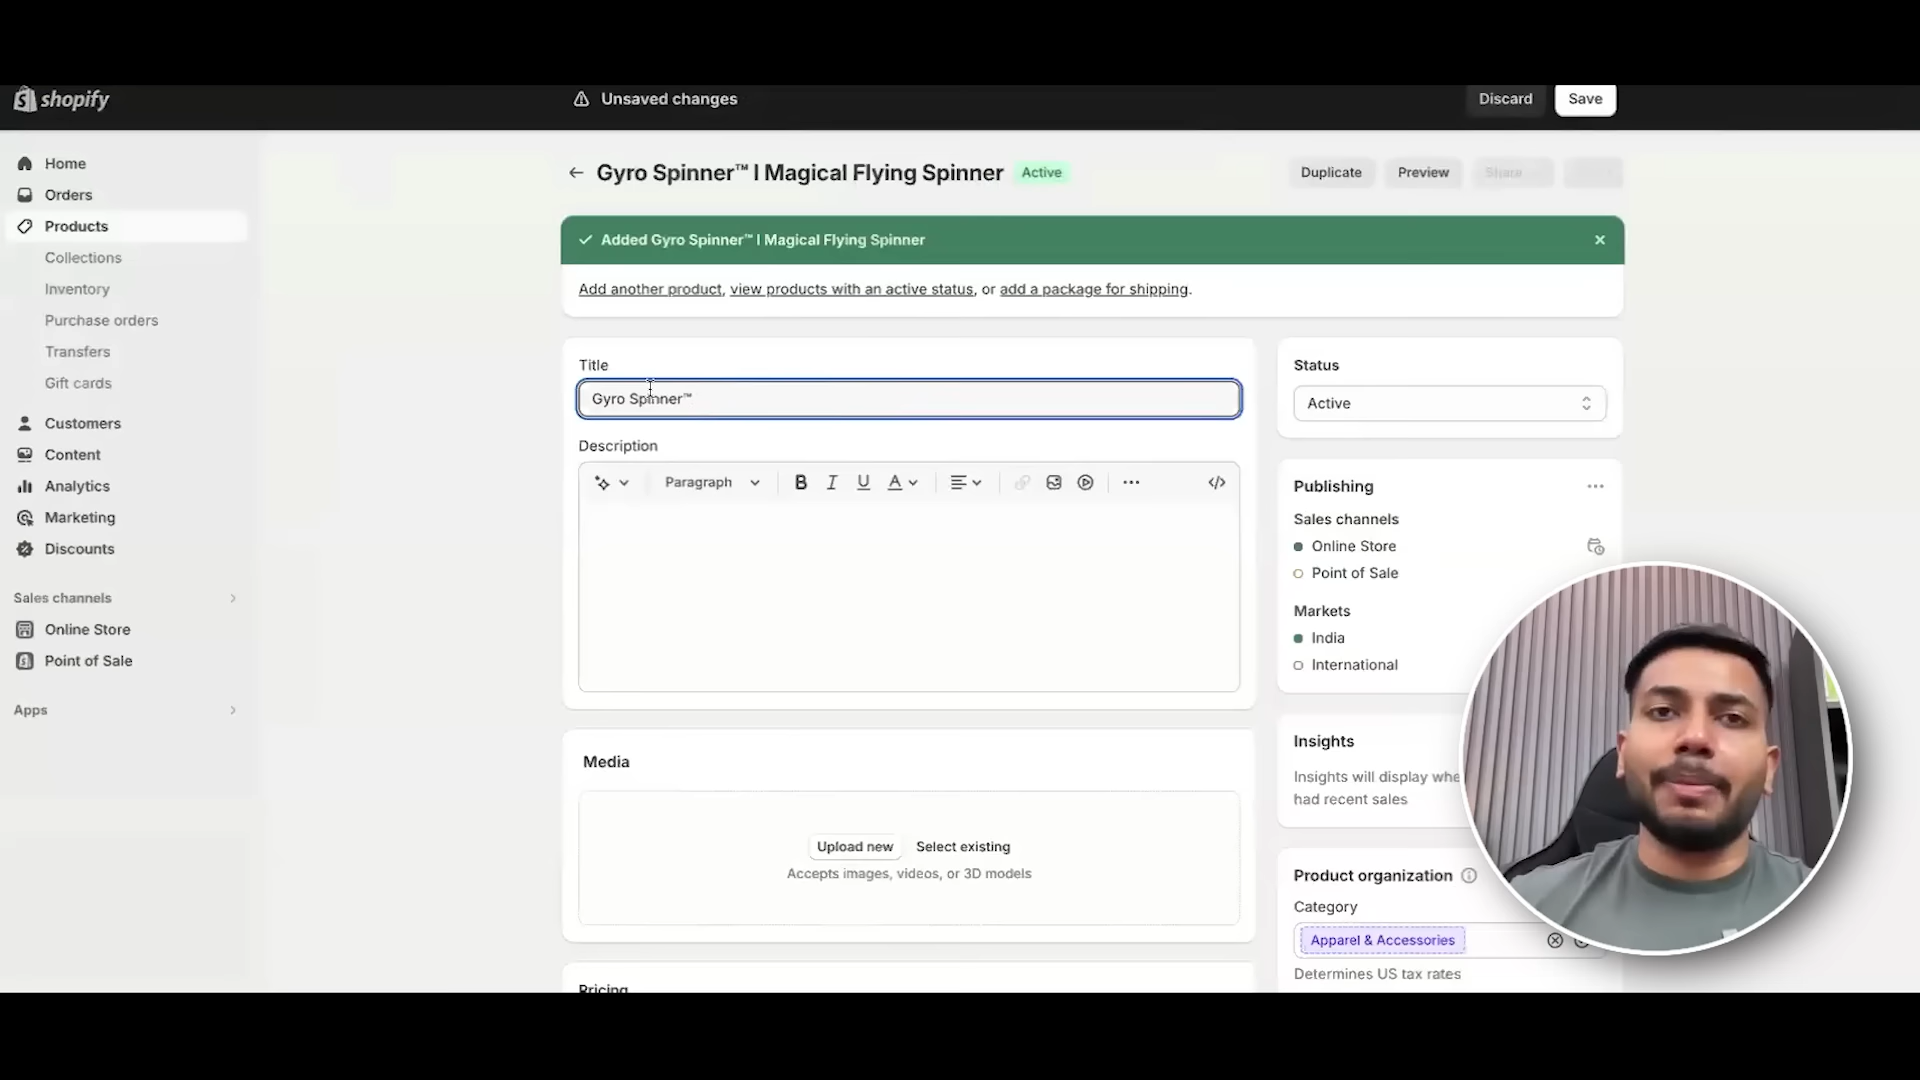 shopify
Unsaved changes
Discard
Save
Home
Orders
Products
Collections
Inventory
Purchase orders
Transfers
Gift cards
Customers
Content
Analytics
Marketing
Discounts
Sales channels
Online Store
Point of Sale
Apps
Gyro Spinner™ l Magical Flying Spinner
Active
Duplicate
Preview
Share
Added Gyro Spinner™ l Magical Flying Spinner
Add another product, view products with an active status, or add a package for shipping.
Title
Gyro Spinner™
Description
Paragraph
B I U A
Media
Upload new
Select existing
Accepts images, videos, or 3D models
Pricing
Status
Active
Publishing
Sales channels
Online Store
Point of Sale
Markets
India
International
Insights
Insights will display whe
had recent sales
Product organization
Category
Apparel & Accessories
Determines US tax rates